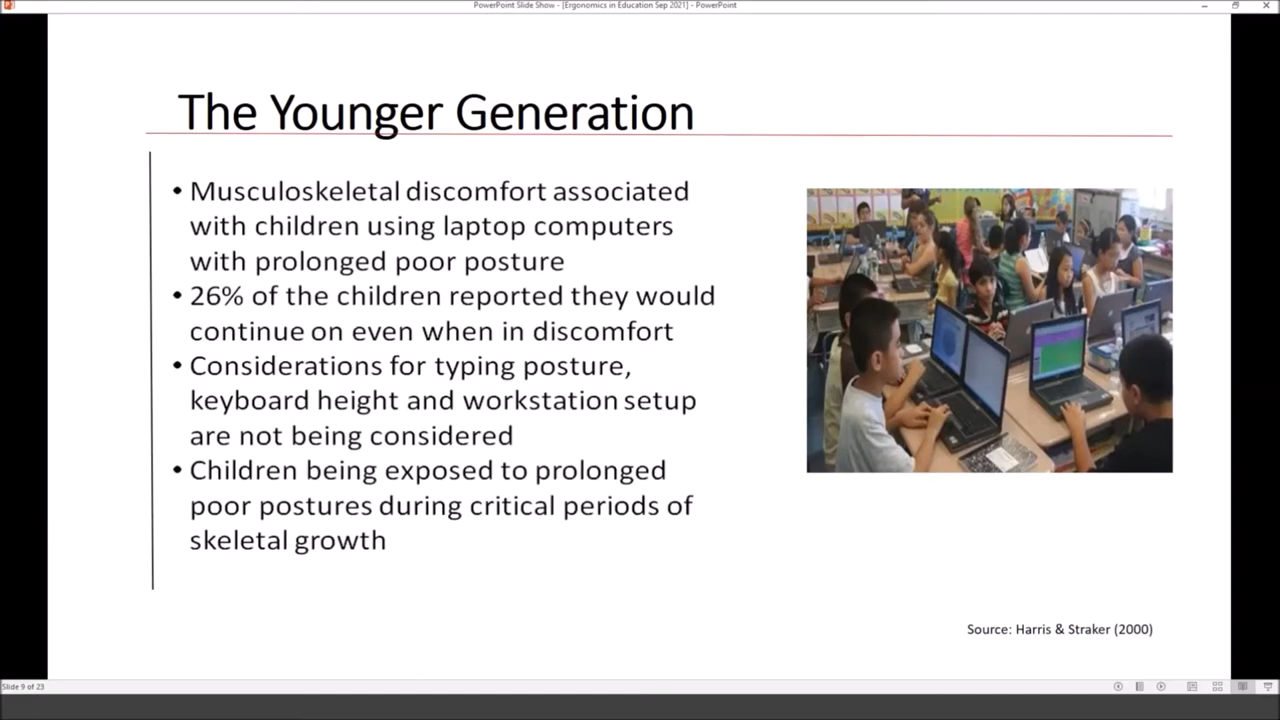 PowerPoint Slide Show - [Ergonomics in Education Sep 2021] - PowerPoint
The Younger Generation
• Musculoskeletal discomfort associated
with children using laptop computers
with prolonged poor posture
• 26% of the children reported they would
continue on even when in discomfort
• Considerations for typing posture,
keyboard height and workstation setup
are not being considered
• Children being exposed to prolonged
poor postures during critical periods of
skeletal growth
Source: Harris & Straker (2000)
Slide 9 of 23